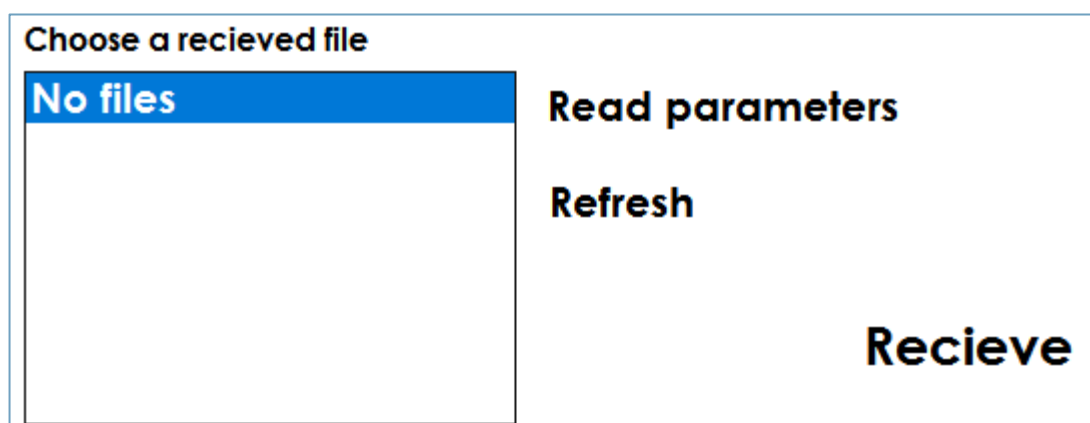 Choose a recieved file
No files
Read parameters
Refresh
Recieve